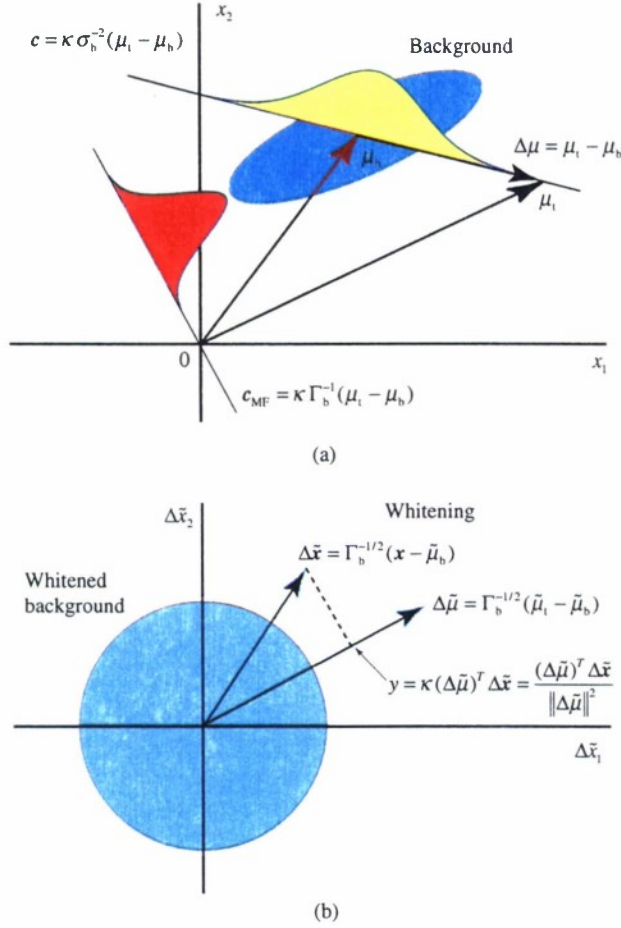 x₂
c = κ σ_b⁻² (μ_t − μ_b)
Background
Δμ = μ_t − μ_b
μ_b
μ_t
0
x₁
c_MF = κ Γ_b⁻¹ (μ_t − μ_b)
(a)
Δx̃₂
Whitening
Δx̃ = Γ_b^(−1/2) (x − μ̃_b)
Whitened
background
Δμ̃ = Γ_b^(−1/2) (μ̃_t − μ̃_b)
y = κ (Δμ̃)ᵀ Δx̃ = (Δμ̃)ᵀ Δx̃ / ‖Δμ̃‖²
Δx̃₁
(b)